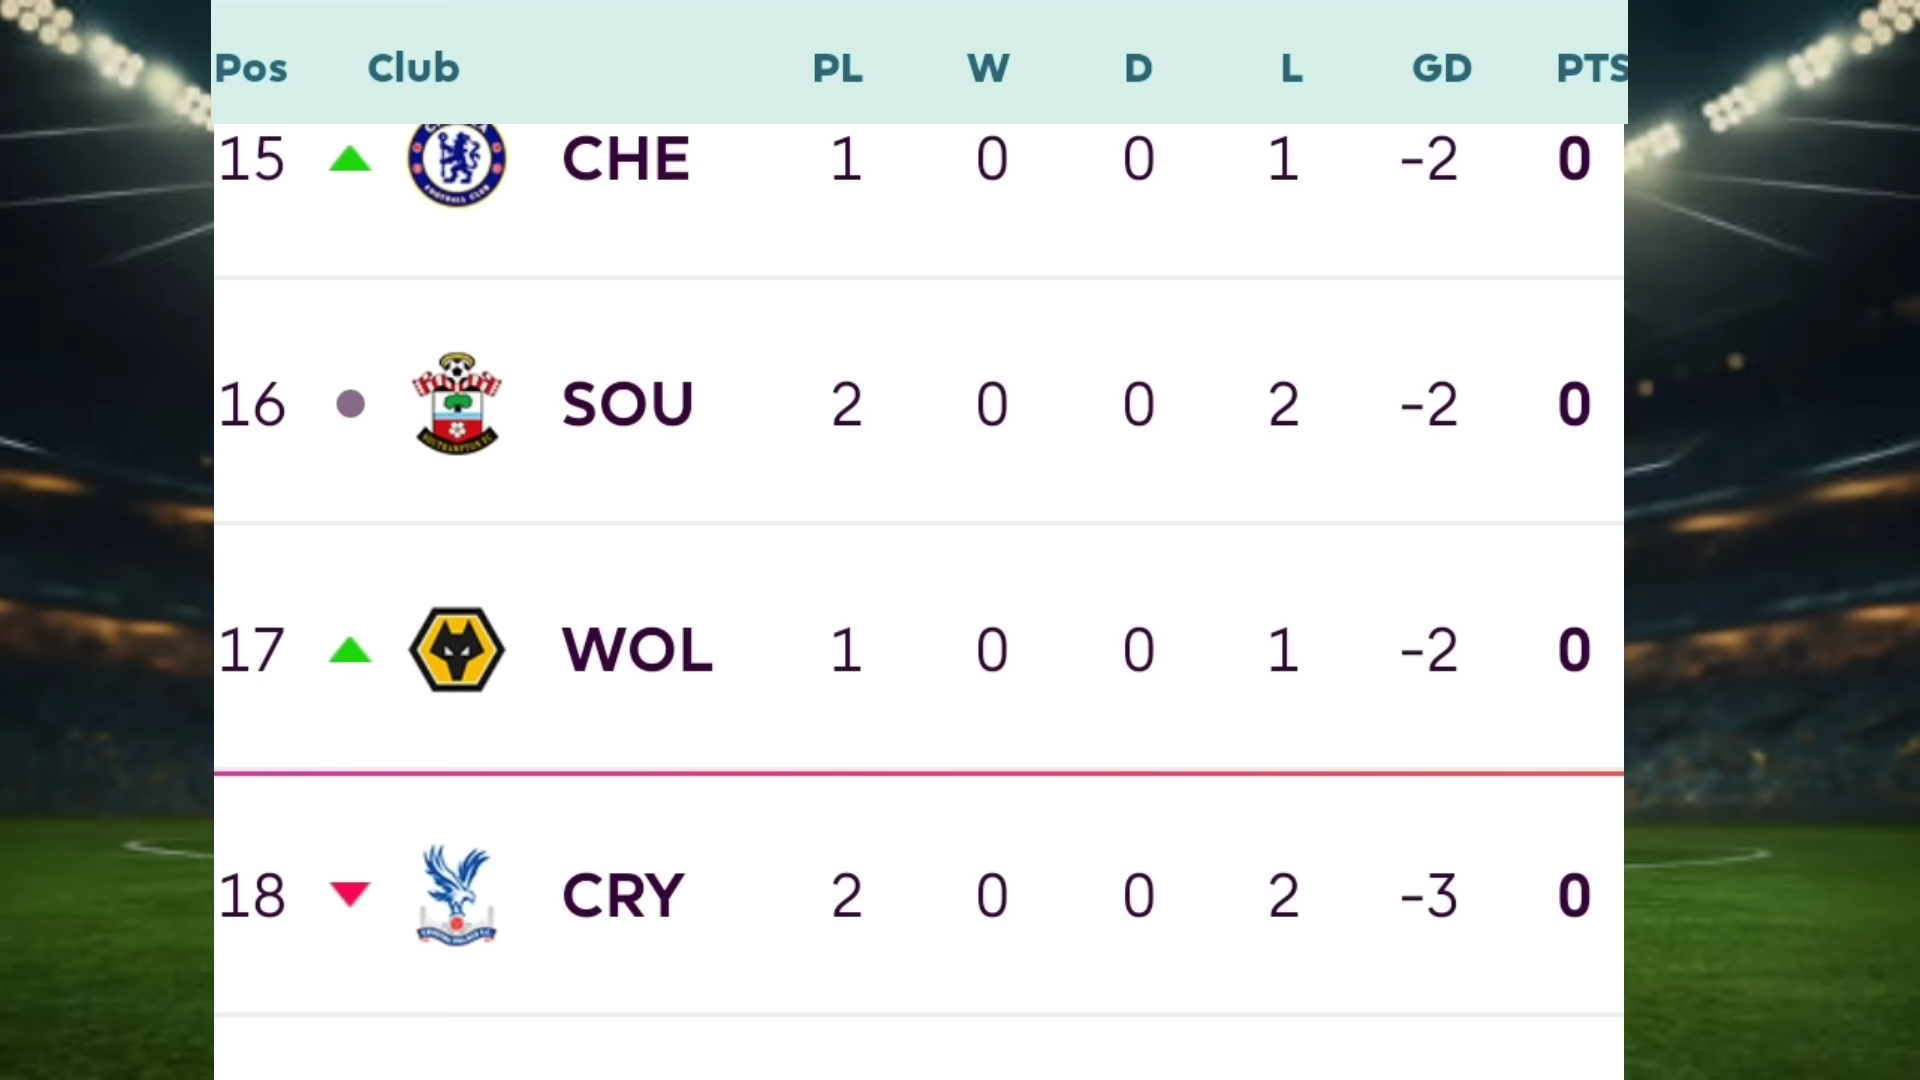 Pos Club PL W D L GD PTS
15 CHE 1 0 0 1 -2 0
16 SOU 2 0 0 2 -2 0
17 WOL 1 0 0 1 -2 0
18 CRY 2 0 0 2 -3 0